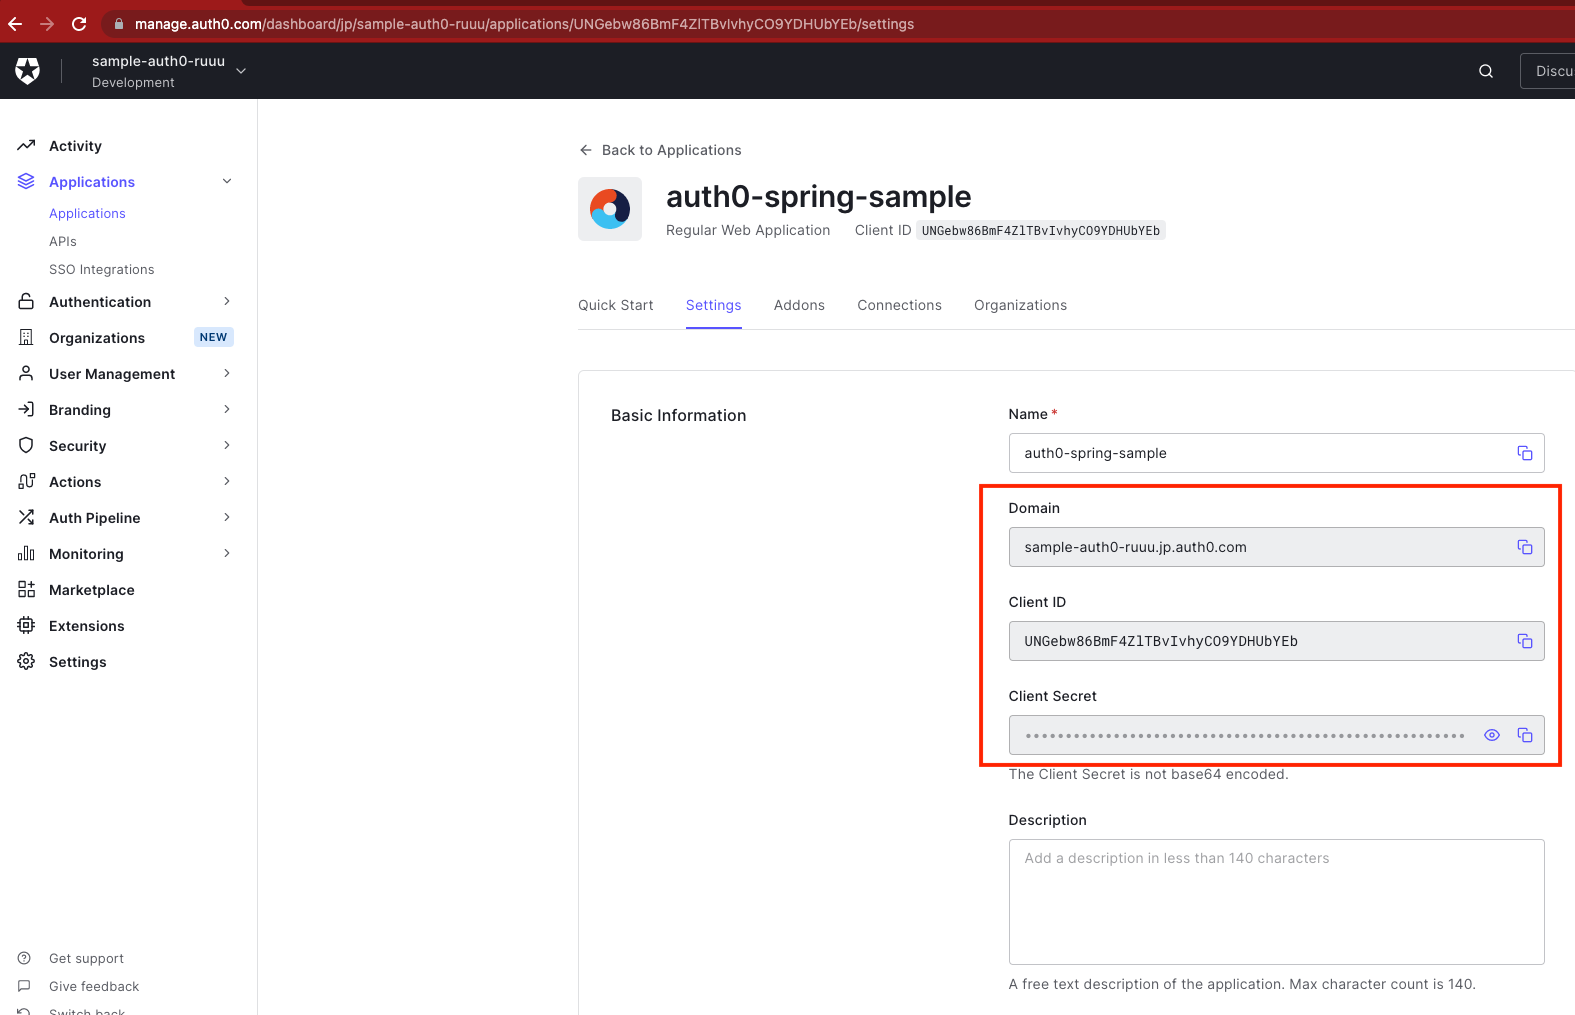 manage.auth0.com/dashboard/jp/sample-auth0-ruuu/applications/UNGebw86BmF4ZlTBvIvhyCO9YDHUbYEb/settings
sample-auth0-ruuu
Development
Discu
Activity
Applications
Applications
APIs
SSO Integrations
Authentication
Organizations
NEW
User Management
Branding
Security
Actions
Auth Pipeline
Monitoring
Marketplace
Extensions
Settings
Get support
Give feedback
Switch back
Back to Applications
auth0-spring-sample
Regular Web Application
Client ID UNGebw86BmF4ZlTBvIvhyCO9YDHUbYEb
Quick Start
Settings
Addons
Connections
Organizations
Basic Information
Name *
auth0-spring-sample
Domain
sample-auth0-ruuu.jp.auth0.com
Client ID
UNGebw86BmF4ZlTBvIvhyCO9YDHUbYEb
Client Secret
The Client Secret is not base64 encoded.
Description
Add a description in less than 140 characters
A free text description of the application. Max character count is 140.